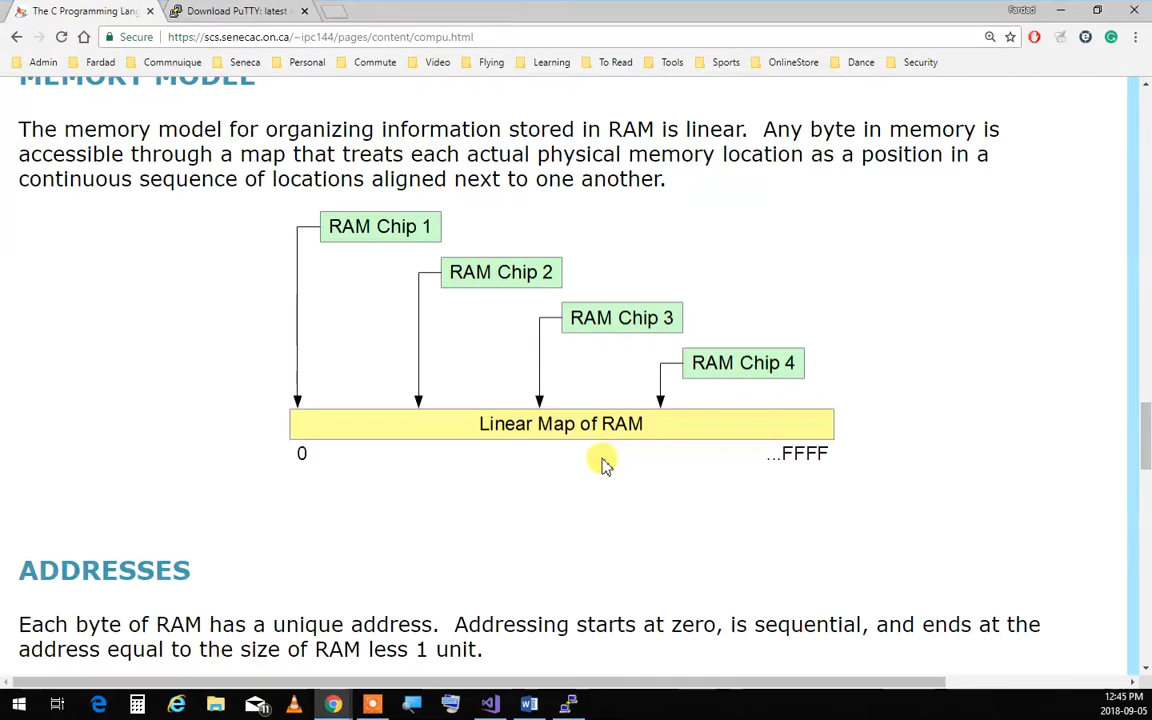 The C Programming Lang
Download PuTTY: latest
Fardad
Secure
https://scs.senecac.on.ca/~ipc144/pages/content/compu.html
Admin
Fardad
Commnuique
Seneca
Personal
Commute
Video
Flying
Learning
To Read
Tools
Sports
OnlineStore
Dance
Security
MEMORY MODEL
The memory model for organizing information stored in RAM is linear. Any byte in memory is
accessible through a map that treats each actual physical memory location as a position in a
continuous sequence of locations aligned next to one another.
RAM Chip 1
RAM Chip 2
RAM Chip 3
RAM Chip 4
Linear Map of RAM
0
...FFFF
ADDRESSES
Each byte of RAM has a unique address. Addressing starts at zero, is sequential, and ends at the
address equal to the size of RAM less 1 unit.
11
12:45 PM
2018-09-05